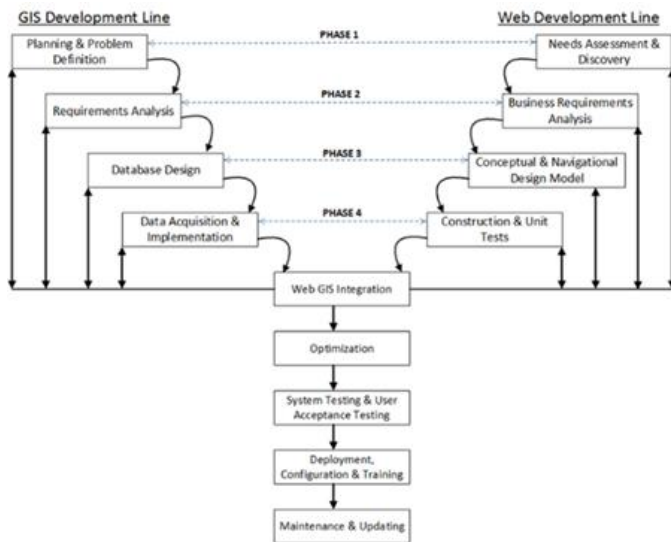 GIS Development Line
Web Development Line
Planning & Problem
Definition
PHASE 1
Needs Assessment &
Discovery
Requirements Analysis
PHASE 2
Business Requirements
Analysis
Database Design
PHASE 3
Conceptual & Navigational
Design Model
Data Acquisition &
Implementation
PHASE 4
Construction & Unit
Tests
Web GIS Integration
Optimization
System Testing & User
Acceptance Testing
Deployment,
Configuration & Training
Maintenance & Updating